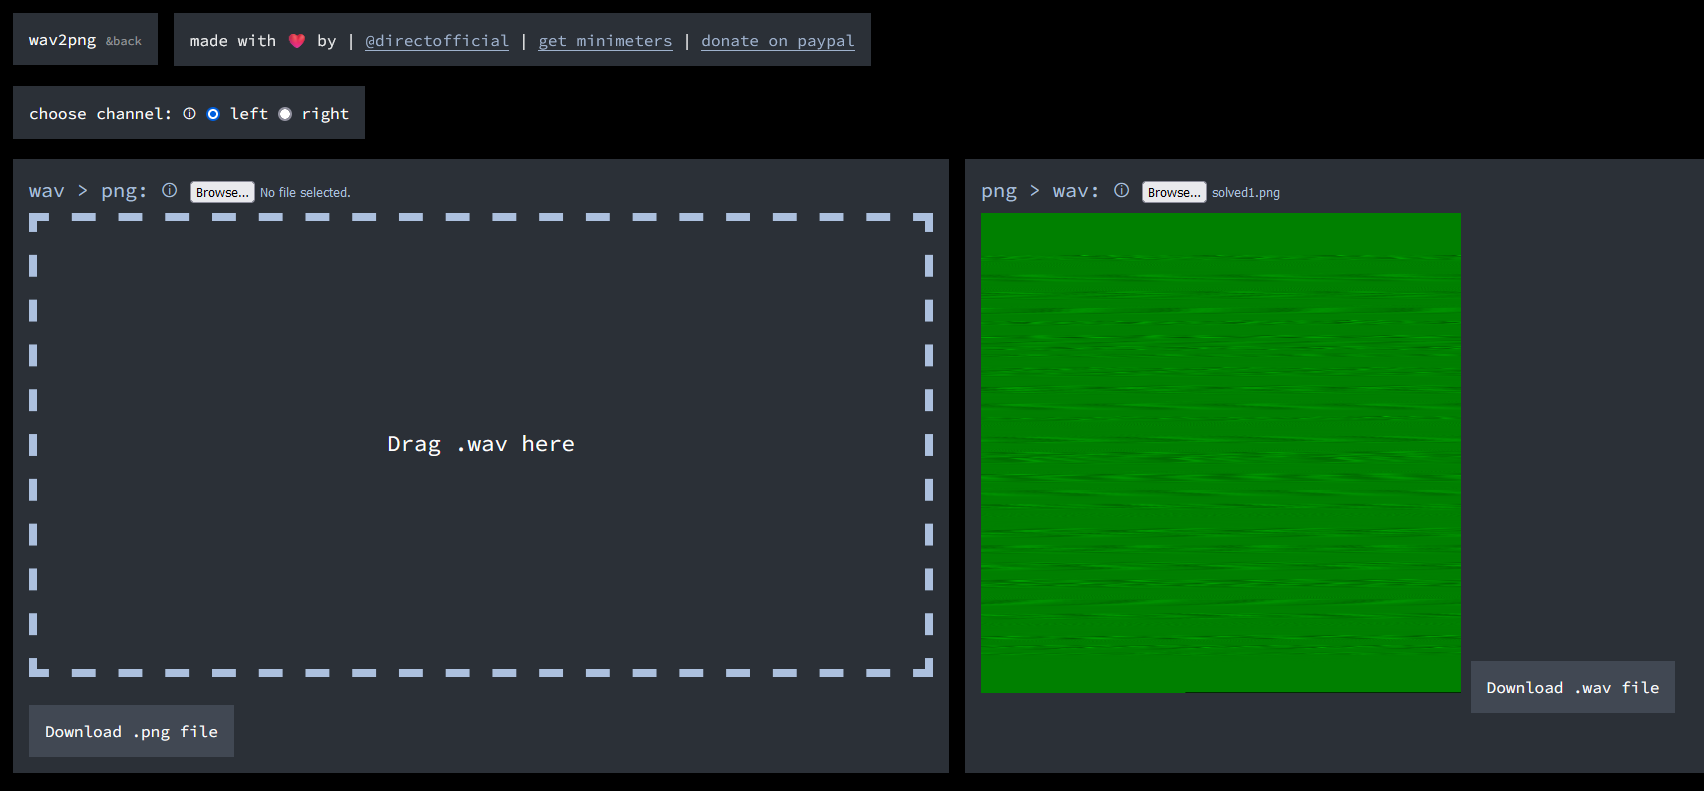 wav2png &back
made with ❤️ by | @directofficial | get minimeters | donate on paypal
choose channel: ⓘ left right
wav > png: ⓘ Browse... No file selected.
Drag .wav here
Download .png file
png > wav: ⓘ Browse... solved1.png
Download .wav file